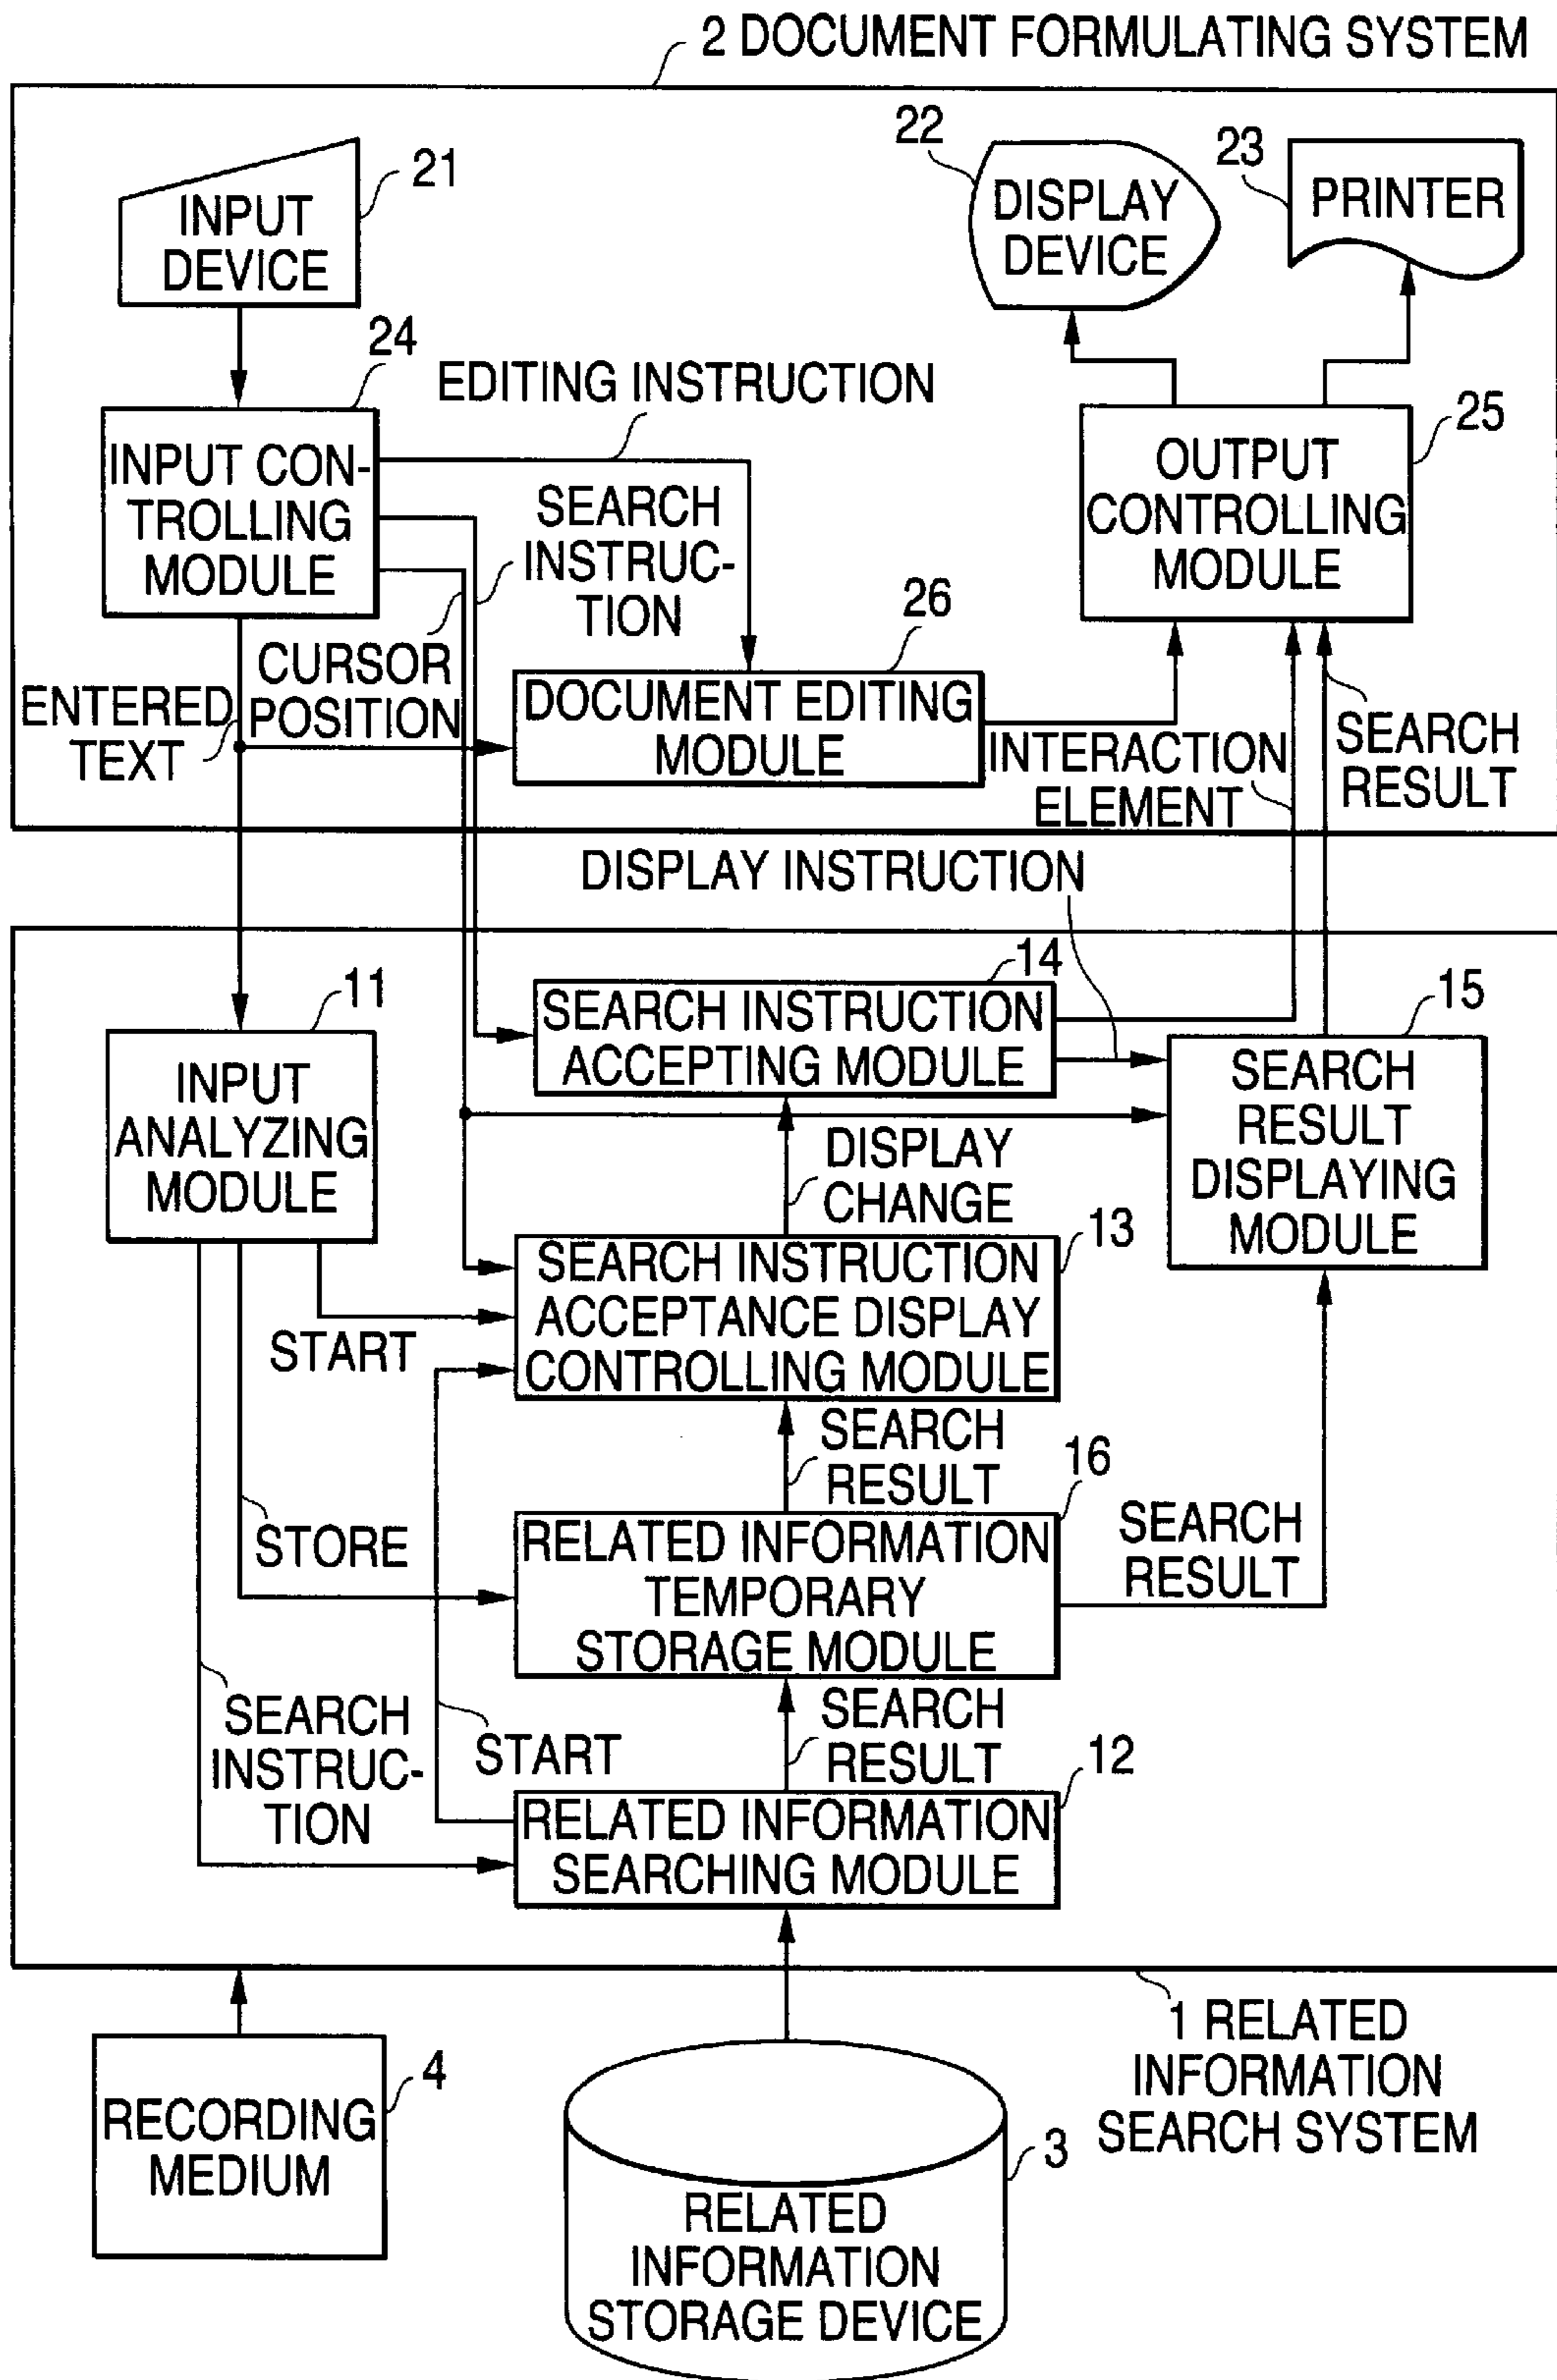 2 DOCUMENT FORMULATING SYSTEM
21
INPUT
DEVICE
22
DISPLAY
DEVICE
23
PRINTER
24
INPUT CON-
TROLLING
MODULE
EDITING INSTRUCTION
SEARCH
INSTRUC-
TION
25
OUTPUT
CONTROLLING
MODULE
CURSOR
POSITION
ENTERED
TEXT
26
DOCUMENT EDITING
MODULE
INTERACTION
ELEMENT
SEARCH
RESULT
DISPLAY INSTRUCTION
11
INPUT
ANALYZING
MODULE
14
SEARCH INSTRUCTION
ACCEPTING MODULE
15
SEARCH
RESULT
DISPLAYING
MODULE
DISPLAY
CHANGE
13
SEARCH INSTRUCTION
ACCEPTANCE DISPLAY
CONTROLLING MODULE
START
SEARCH
RESULT
16
RELATED INFORMATION
TEMPORARY
STORAGE MODULE
STORE
SEARCH
RESULT
SEARCH
INSTRUC-
TION
START
SEARCH
RESULT
12
RELATED INFORMATION
SEARCHING MODULE
1 RELATED
INFORMATION
SEARCH SYSTEM
4
RECORDING
MEDIUM
3
RELATED
INFORMATION
STORAGE DEVICE